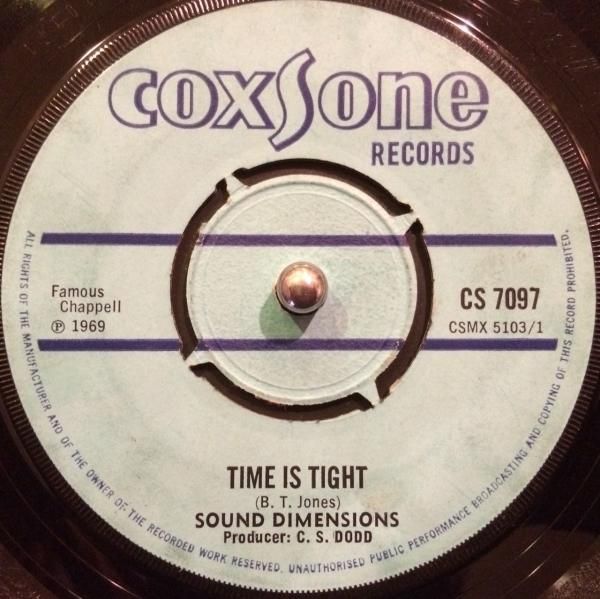 coxSone
RECORDS
Famous
Chappell
℗ 1969
CS 7097
CSMX 5103/1
TIME IS TIGHT
(B. T. Jones)
SOUND DIMENSIONS
Producer: C. S. DODD
ALL RIGHTS OF THE MANUFACTURER AND OF THE OWNER OF THE RECORDED WORK RESERVED. UNAUTHORISED PUBLIC PERFORMANCE BROADCASTING AND COPYING OF THIS RECORD PROHIBITED.